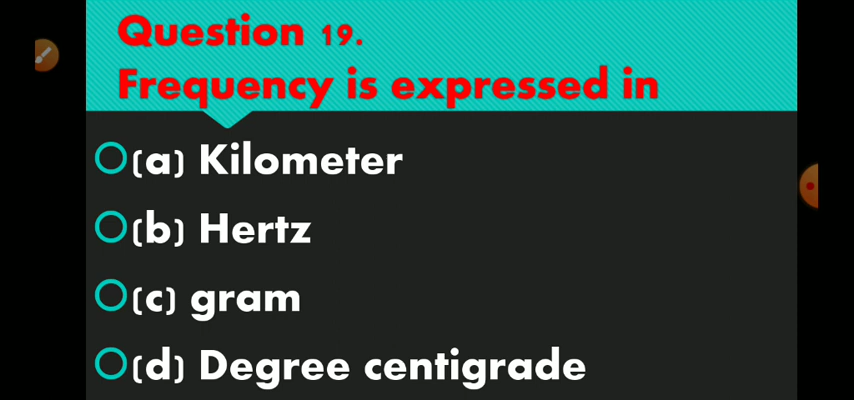 Question 19.
Frequency is expressed in
(a) Kilometer
(b) Hertz
(c) gram
(d) Degree centigrade